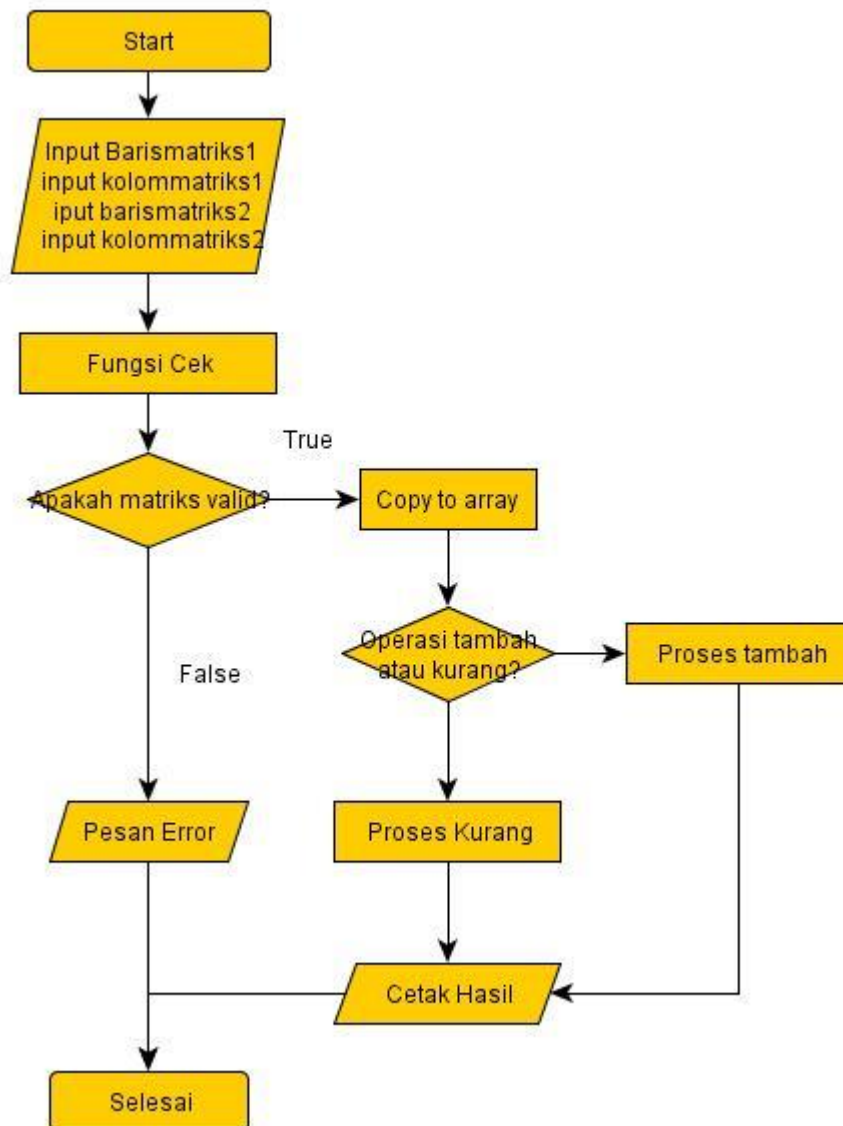 Start
Input Barismatriks1
input kolommatriks1
iput barismatriks2
input kolommatriks2
Fungsi Cek
True
Apakah matriks valid?
Copy to array
Operasi tambah
atau kurang?
Proses tambah
False
Pesan Error
Proses Kurang
Cetak Hasil
Selesai